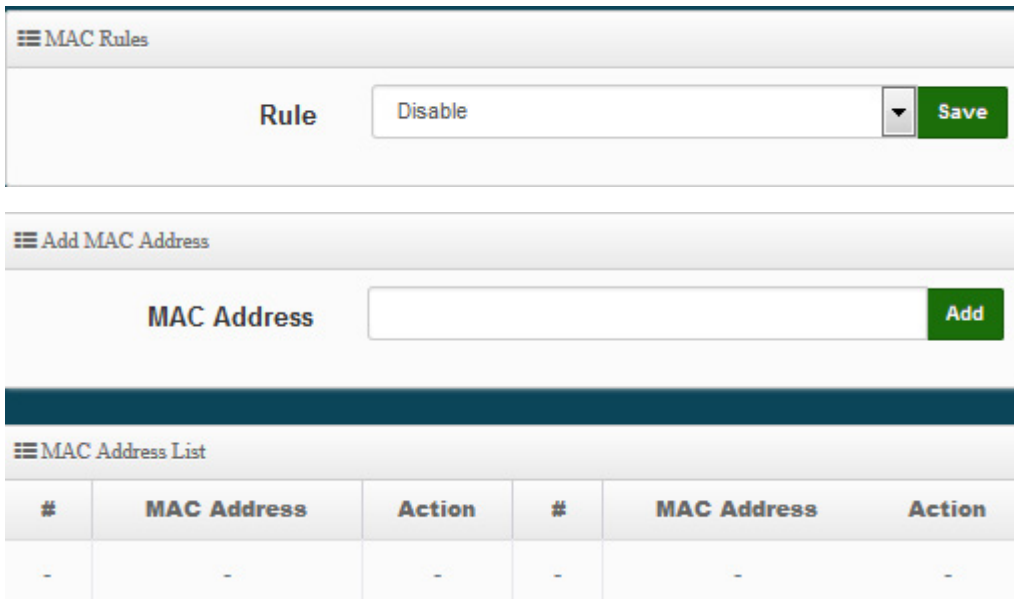 MAC Rules
Rule Disable Save
Add MAC Address
MAC Address Add
MAC Address List
# MAC Address Action # MAC Address Action
- - - - - -